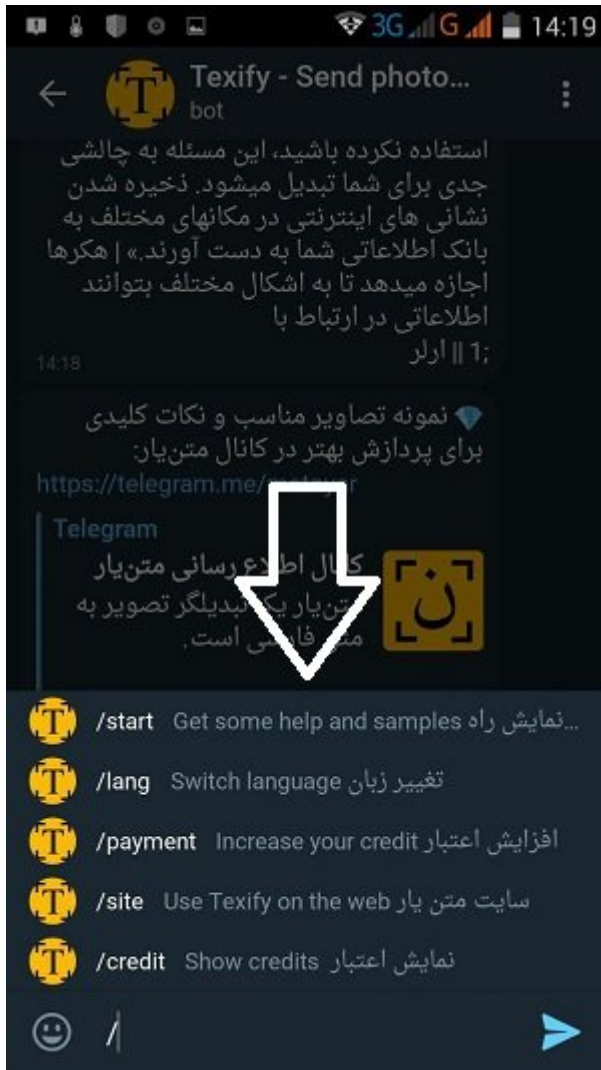 3G G 14:19
Texify - Send photo...
bot
استفاده نکرده باشید، این مسئله به چالشی
جدی برای شما تبدیل میشود. ذخیره شدن
نشانی های اینترنتی در مکانهای مختلف به
بانک اطلاعاتی شما به دست آورند.» | هکرها
اجازه میدهد تا به اشکال مختلف بتوانند
اطلاعاتی در ارتباط با
;1 || ارلر
14:18
نمونه تصاویر مناسب و نکات کلیدی
برای پردازش بهتر در کانال متن‌یار:
https://telegram.me/
Telegram
کانال اطلاع رسانی متن‌یار
متن‌یار یک تبدیلگر تصویر به
متن فارسی است.
ن
/start Get some help and samples نمایش راه...
/lang Switch language تغییر زبان
/payment Increase your credit افزایش اعتبار
/site Use Texify on the web سایت متن یار
/credit Show credits نمایش اعتبار
/